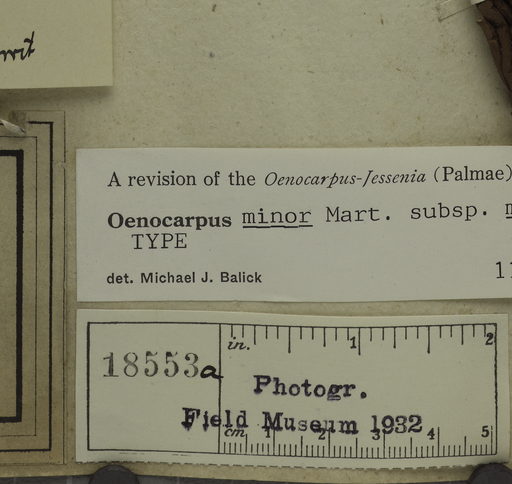 A revision of the Oenocarpus-Jessenia (Palmae)
Oenocarpus minor Mart. subsp.
TYPE
det. Michael J. Balick
18553a
in. 1 2
Photogr.
Field Museum 1932
cm 1 2 3 4 5